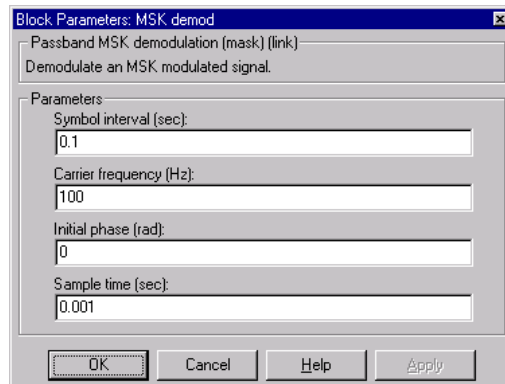 Block Parameters: MSK demod
Passband MSK demodulation (mask) (link)
Demodulate an MSK modulated signal.
Parameters
Symbol interval (sec):
0.1
Carrier frequency (Hz):
100
Initial phase (rad):
0
Sample time (sec):
0.001
OK Cancel Help Apply